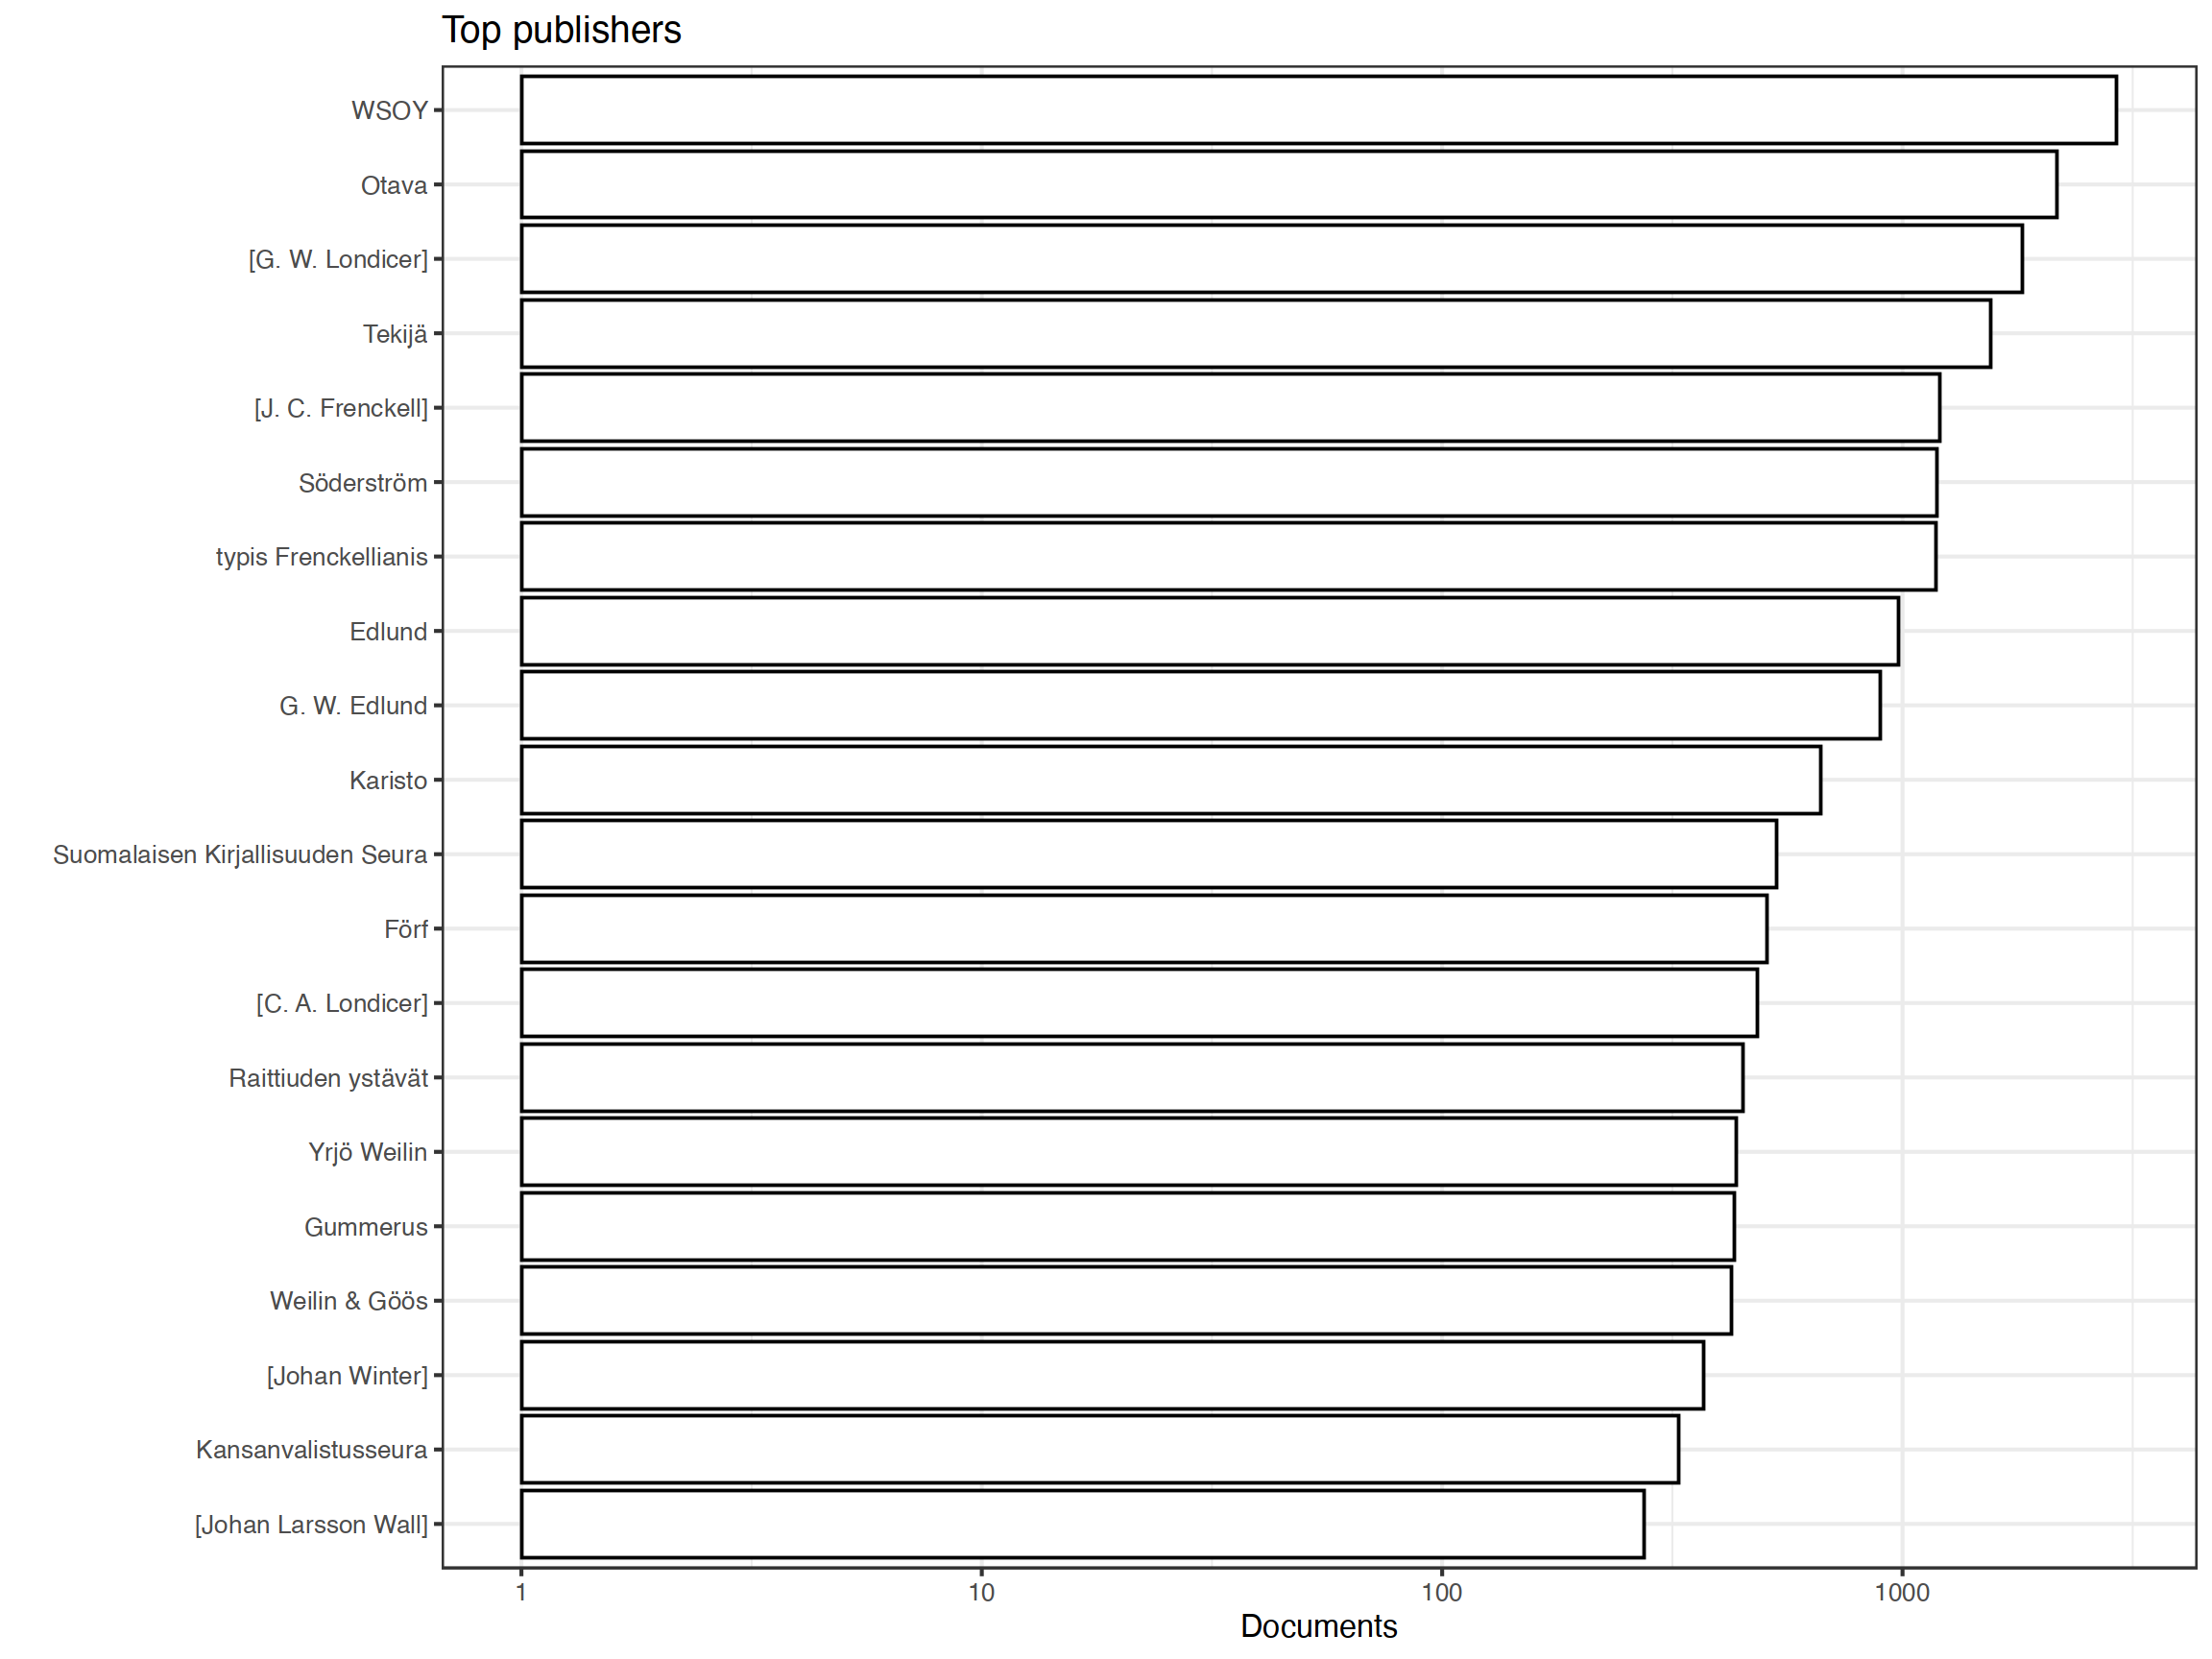 Top publishers
WSOY
Otava
[G. W. Londicer]
Tekijä
[J. C. Frenckell]
Söderström
typis Frenckellianis
Edlund
G. W. Edlund
Karisto
Suomalaisen Kirjallisuuden Seura
Förf
[C. A. Londicer]
Raittiuden ystävät
Yrjö Weilin
Gummerus
Weilin & Göös
[Johan Winter]
Kansanvalistusseura
[Johan Larsson Wall]
1 10 100 1000
Documents